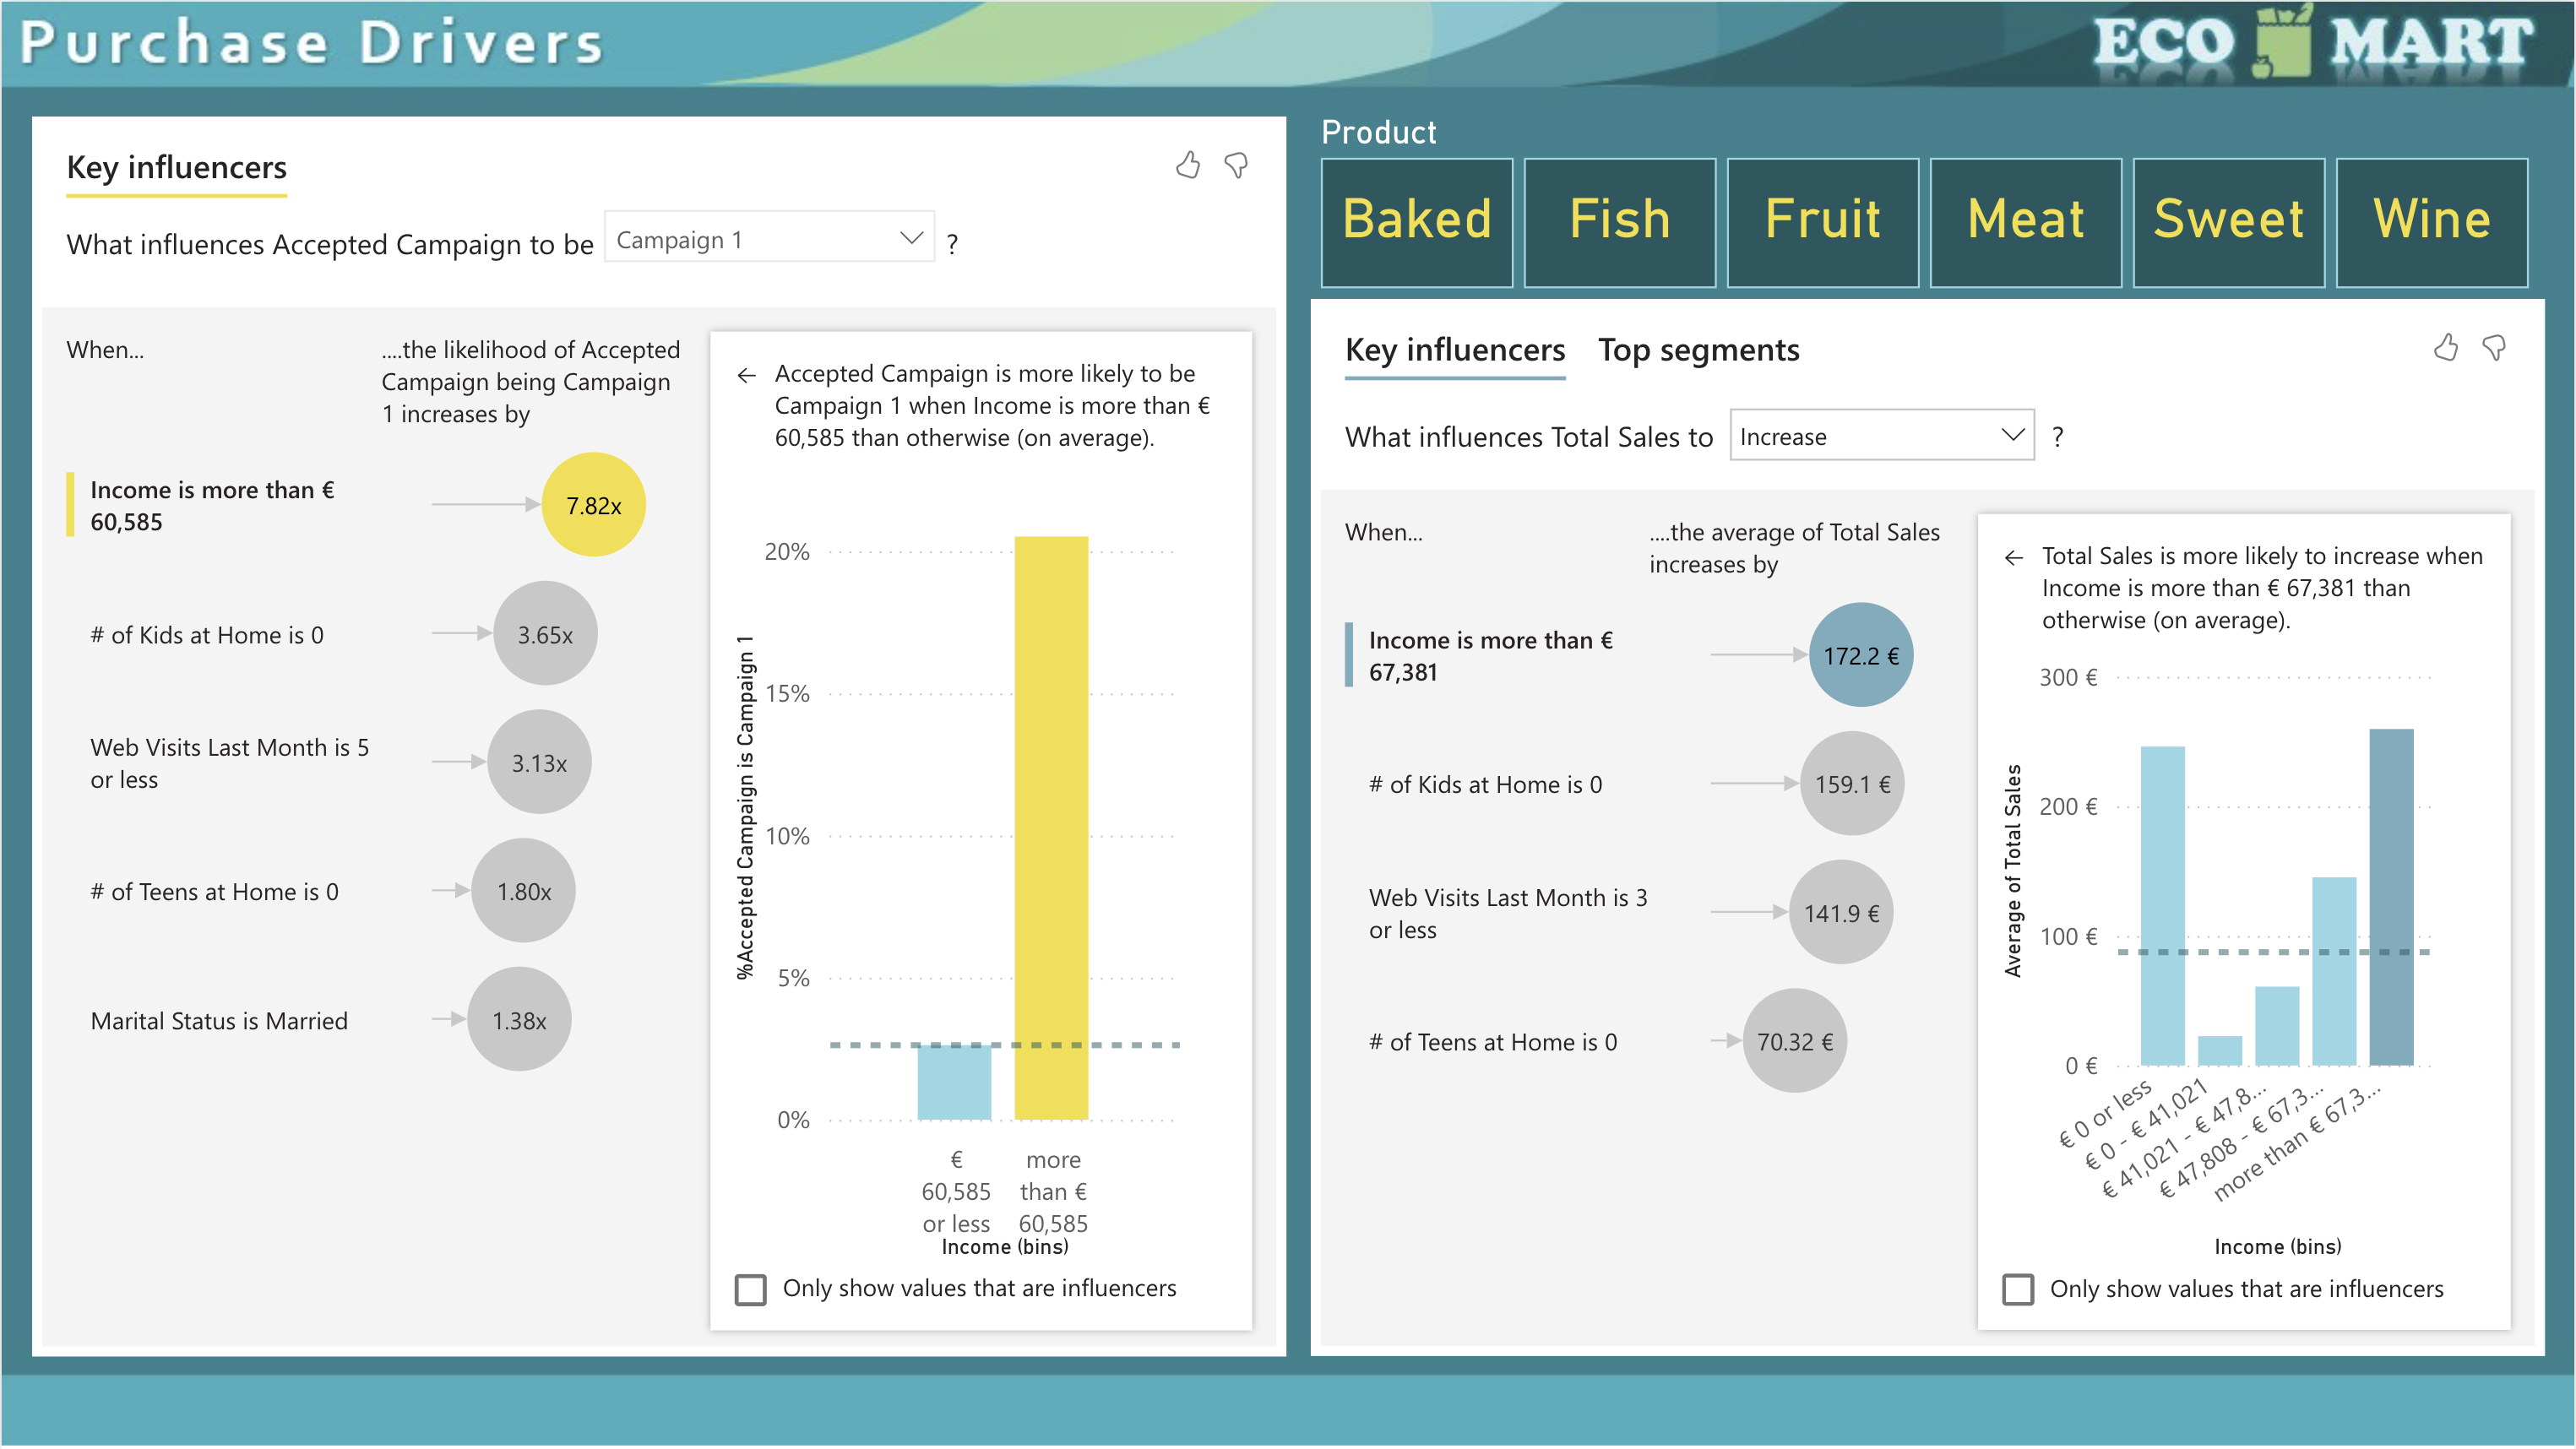 Purchase Drivers
ECO MART
Key influencers
What influences Accepted Campaign to be Campaign 1 ?
When...
....the likelihood of Accepted
Campaign being Campaign
1 increases by
Income is more than €
60,585
7.82x
# of Kids at Home is 0
3.65x
Web Visits Last Month is 5
or less
3.13x
# of Teens at Home is 0
1.80x
Marital Status is Married
1.38x
Accepted Campaign is more likely to be
Campaign 1 when Income is more than €
60,585 than otherwise (on average).
%Accepted Campaign is Campaign 1
20%
15%
10%
5%
0%
€
60,585
or less
more
than €
60,585
Income (bins)
Only show values that are influencers
Product
Baked
Fish
Fruit
Meat
Sweet
Wine
Key influencers
Top segments
What influences Total Sales to Increase ?
When...
....the average of Total Sales
increases by
Income is more than €
67,381
172.2 €
# of Kids at Home is 0
159.1 €
Web Visits Last Month is 3
or less
141.9 €
# of Teens at Home is 0
70.32 €
Total Sales is more likely to increase when
Income is more than € 67,381 than
otherwise (on average).
Average of Total Sales
300 €
200 €
100 €
0 €
€ 0 or less
€ 0 - € 41,021
€ 41,021 - € 47,8...
€ 47,808 - € 67,3...
more than € 67,3...
Income (bins)
Only show values that are influencers